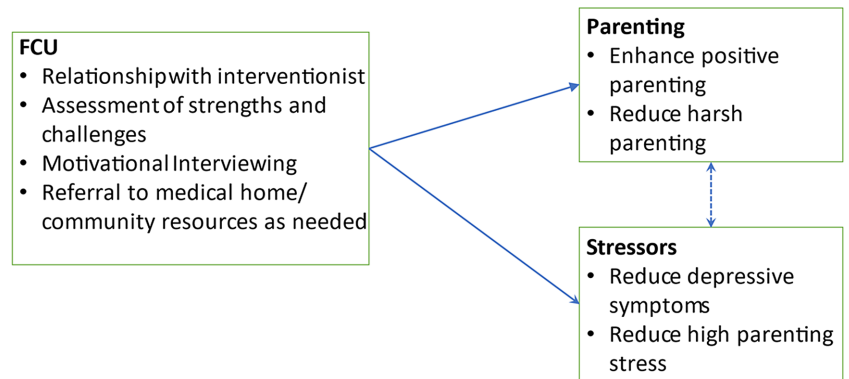 FCU
• Relationship with interventionist
• Assessment of strengths and
challenges
• Motivational Interviewing
• Referral to medical home/
community resources as needed
Parenting
• Enhance positive
parenting
• Reduce harsh
parenting
Stressors
• Reduce depressive
symptoms
• Reduce high parenting
stress